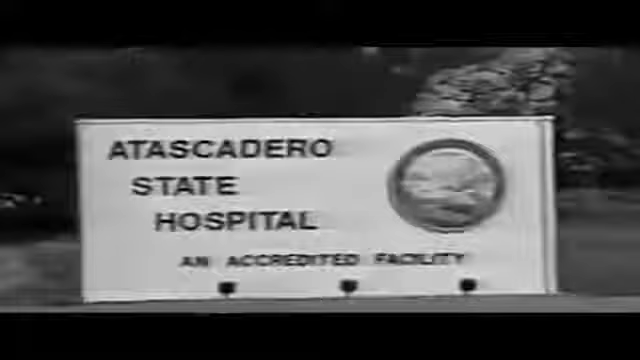 ATASCADERO
STATE
HOSPITAL
AN ACCREDITED FACILITY